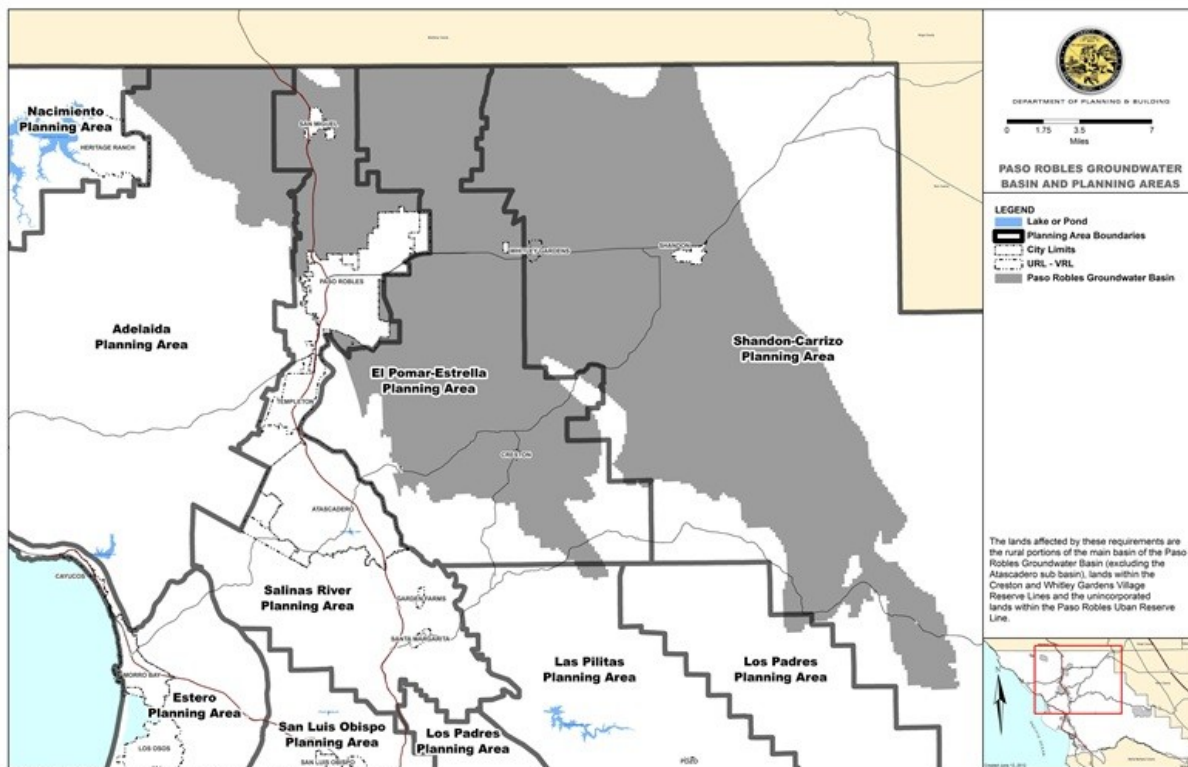 Nacimiento
Planning Area
HERITAGE RANCH
SAN MIGUEL
WHITLEY GARDENS
SHANDON
PASO ROBLES
Adelaida
Planning Area
Shandon-Carrizo
Planning Area
El Pomar-Estrella
Planning Area
TEMPLETON
CRESTON
ATASCADERO
CAYUCOS
Salinas River
Planning Area
GARDEN FARMS
SANTA MARGARITA
Las Pilitas
Planning Area
Los Padres
Planning Area
MORRO BAY
Estero
Planning Area
San Luis Obispo
Planning Area
Los Padres
Planning Area
LOS OSOS
SAN LUIS OBISPO
POZO
DEPARTMENT OF PLANNING & BUILDING
0 1.75 3.5 7
Miles
PASO ROBLES GROUNDWATER
BASIN AND PLANNING AREAS
LEGEND
Lake or Pond
Planning Area Boundaries
City Limits
URL - VRL
Paso Robles Groundwater Basin
The lands affected by these requirements are
the rural portions of the main basin of the Paso
Robles Groundwater Basin (excluding the
Atascadero sub basin), lands within the
Creston and Whitley Gardens Village
Reserve Lines and the unincorporated
lands within the Paso Robles Uban Reserve
Line.